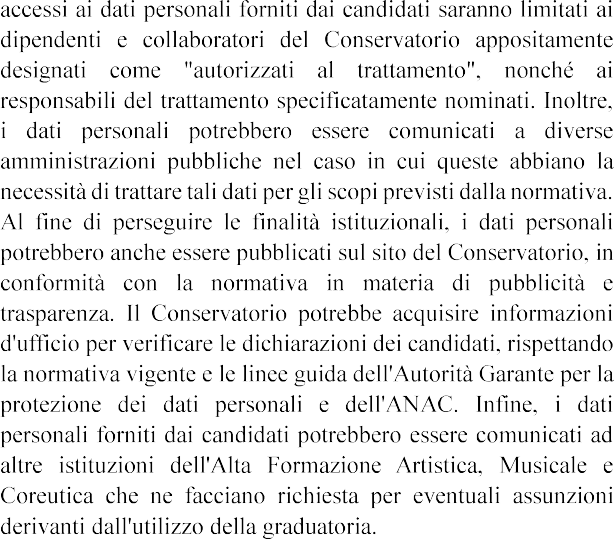 accessi ai dati personali forniti dai candidati saranno limitati ai
dipendenti e collaboratori del Conservatorio appositamente
designati come "autorizzati al trattamento", nonché ai
responsabili del trattamento specificatamente nominati. Inoltre,
i dati personali potrebbero essere comunicati a diverse
amministrazioni pubbliche nel caso in cui queste abbiano la
necessità di trattare tali dati per gli scopi previsti dalla normativa.
Al fine di perseguire le finalità istituzionali, i dati personali
potrebbero anche essere pubblicati sul sito del Conservatorio, in
conformità con la normativa in materia di pubblicità e
trasparenza. Il Conservatorio potrebbe acquisire informazioni
d'ufficio per verificare le dichiarazioni dei candidati, rispettando
la normativa vigente e le linee guida dell'Autorità Garante per la
protezione dei dati personali e dell'ANAC. Infine, i dati
personali forniti dai candidati potrebbero essere comunicati ad
altre istituzioni dell'Alta Formazione Artistica, Musicale e
Coreutica che ne facciano richiesta per eventuali assunzioni
derivanti dall'utilizzo della graduatoria.